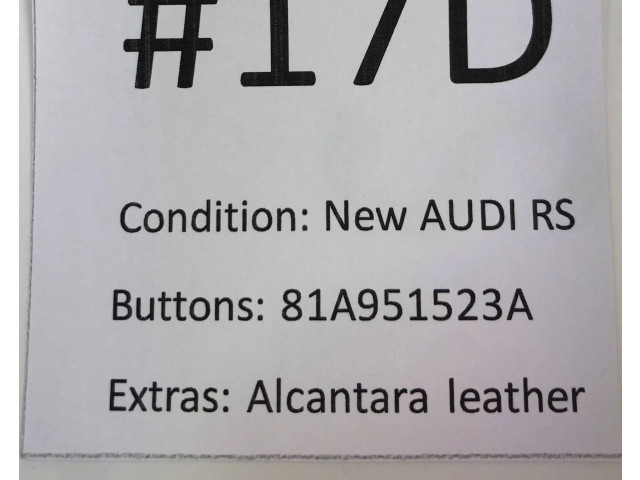 #17D
Condition: New AUDI RS
Buttons: 81A951523A
Extras: Alcantara leather